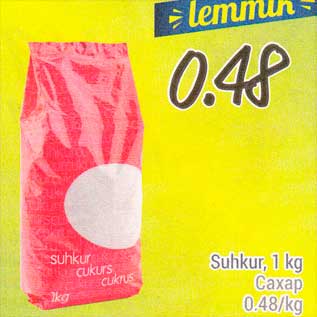 lemmik
0.48
suhkur
cukurs
cukrus
1kg
Suhkur, 1 kg
Сахар
0.48/kg